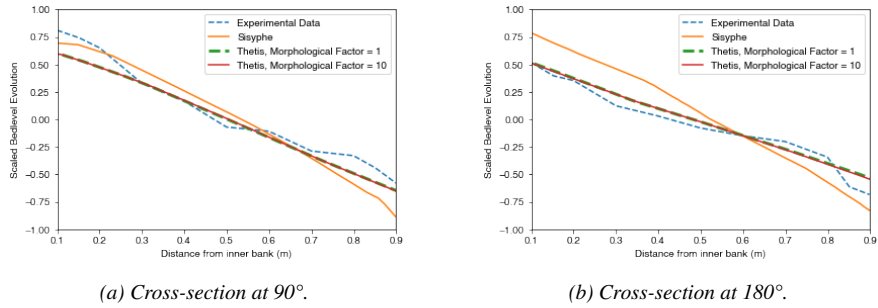 Experimental Data
Sisyphe
Thetis, Morphological Factor = 1
Thetis, Morphological Factor = 10
Scaled Bedlevel Evolution
1.00
0.75
0.50
0.25
0.00
−0.25
−0.50
−0.75
−1.00
0.1 0.2 0.3 0.4 0.5 0.6 0.7 0.8 0.9
Distance from inner bank (m)
(a) Cross-section at 90°.
Experimental Data
Sisyphe
Thetis, Morphological Factor = 1
Thetis, Morphological Factor = 10
Scaled Bedlevel Evolution
1.00
0.75
0.50
0.25
0.00
−0.25
−0.50
−0.75
−1.00
0.1 0.2 0.3 0.4 0.5 0.6 0.7 0.8 0.9
Distance from inner bank (m)
(b) Cross-section at 180°.